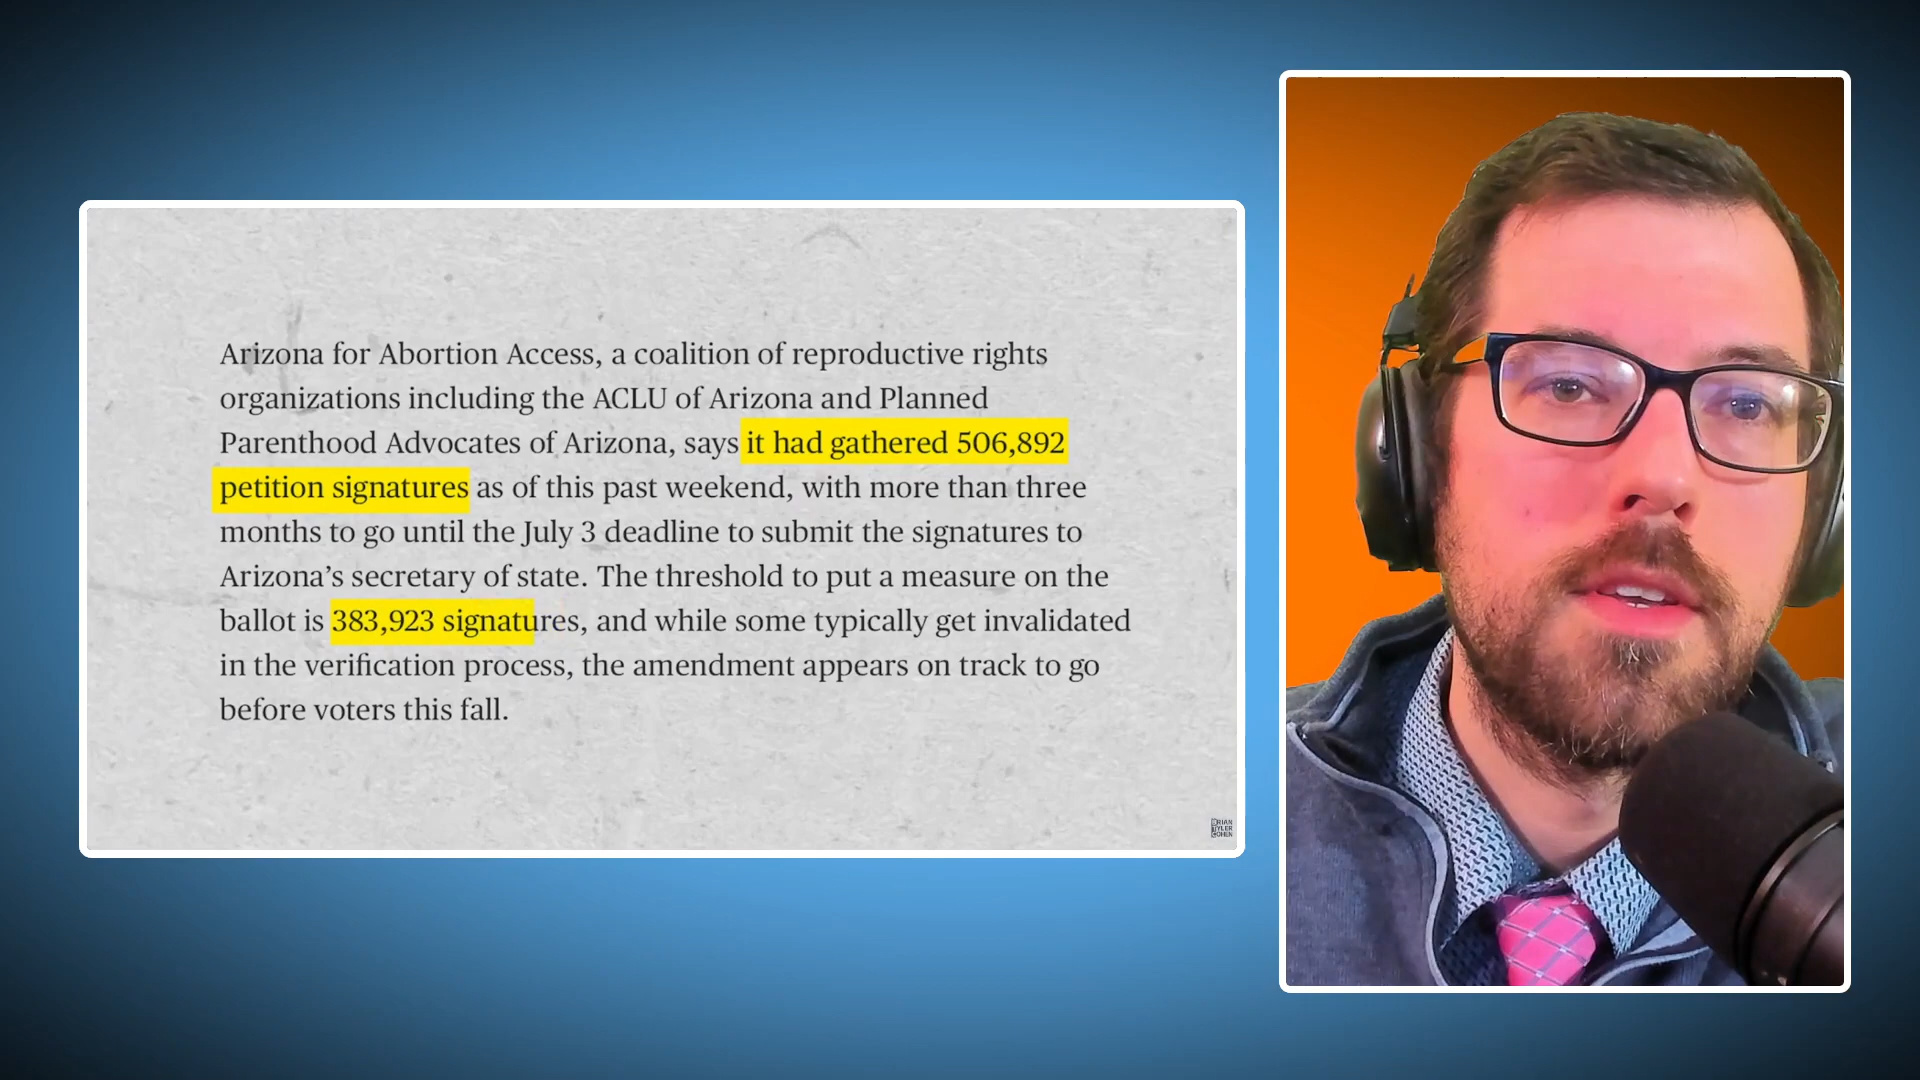 Arizona for Abortion Access, a coalition of reproductive rights
organizations including the ACLU of Arizona and Planned
Parenthood Advocates of Arizona, says it had gathered 506,892
petition signatures as of this past weekend, with more than three
months to go until the July 3 deadline to submit the signatures to
Arizona’s secretary of state. The threshold to put a measure on the
ballot is 383,923 signatures, and while some typically get invalidated
in the verification process, the amendment appears on track to go
before voters this fall.
BRIAN
TYLER
COHEN